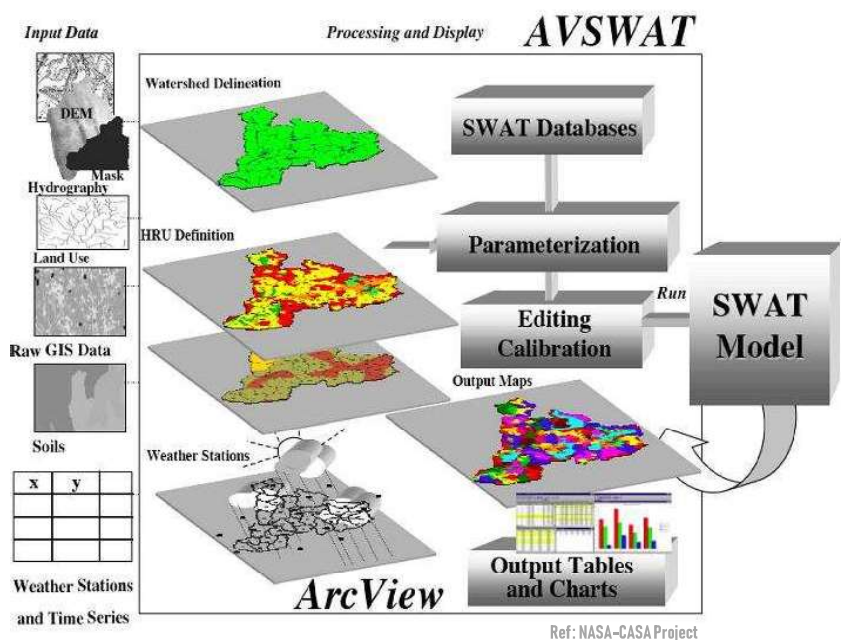 Input Data
Processing and Display
AVSWAT
DEM
Mask
Hydrography
Land Use
Raw GIS Data
Soils
x y
Weather Stations
and Time Series
Watershed Delineation
HRU Definition
Weather Stations
ArcView
SWAT Databases
Parameterization
Editing
Calibration
Run
SWAT
Model
Output Maps
Output Tables
and Charts
Ref: NASA-CASA Project